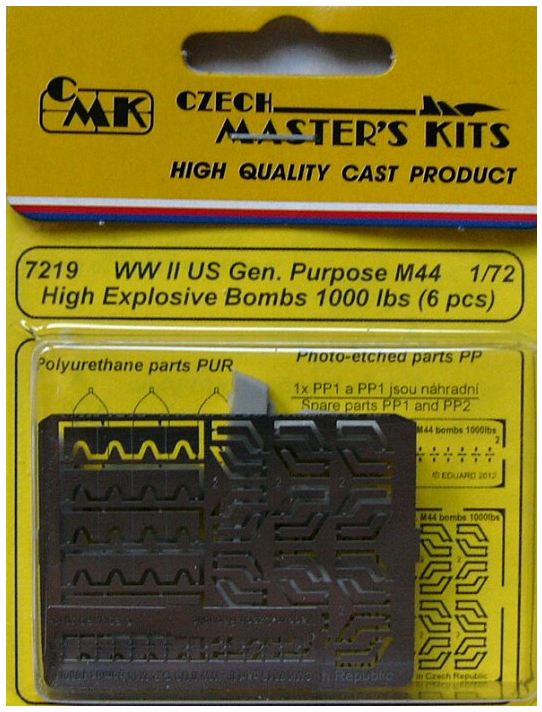 CMK
CZECH
MASTER'S KITS
HIGH QUALITY CAST PRODUCT
7219 WW II US Gen. Purpose M44 1/72
High Explosive Bombs 1000 lbs (6 pcs)
Polyurethane parts PUR
Photo-etched parts PP
1x PP1 a PP1 jsou náhradní
Spare parts PP1 and PP2
M44 bombs 1000lbs
2
© EDUARD 2012
M44 bombs 1000lbs
in Czech Republic
n Republic